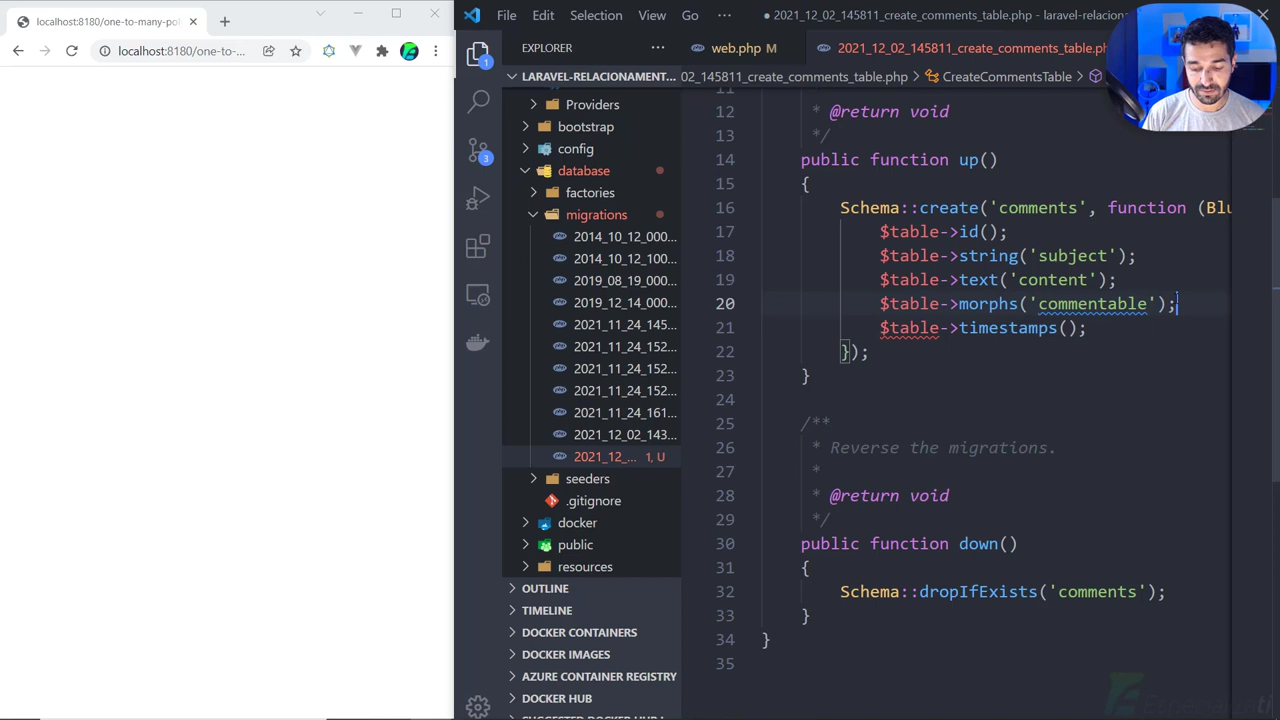 localhost:8180/one-to-many-po
localhost:8180/one-to-...
File Edit Selection View Go ...
2021_12_02_145811_create_comments_table.php - laravel-relacion
EXPLORER
web.php M
2021_12_02_145811_create_comments_table.ph
LARAVEL-RELACIONAMENT...
02_145811_create_comments_table.php > CreateCommentsTable >
Providers
bootstrap
config
database
factories
migrations
2014_10_12_000...
2014_10_12_100...
2019_08_19_000...
2019_12_14_000...
2021_11_24_145...
2021_11_24_152...
2021_11_24_152...
2021_11_24_152...
2021_11_24_161...
2021_12_02_143...
2021_12_... 1, U
seeders
.gitignore
docker
public
resources
OUTLINE
TIMELINE
DOCKER CONTAINERS
DOCKER IMAGES
AZURE CONTAINER REGISTRY
DOCKER HUB
1
3
11
12 * @return void
13 */
14 public function up()
15 {
16 Schema::create('comments', function (Blu
17 $table->id();
18 $table->string('subject');
19 $table->text('content');
20 $table->morphs('commentable');
21 $table->timestamps();
22 });
23 }
24
25 /**
26 * Reverse the migrations.
27 *
28 * @return void
29 */
30 public function down()
31 {
32 Schema::dropIfExists('comments');
33 }
34 }
35